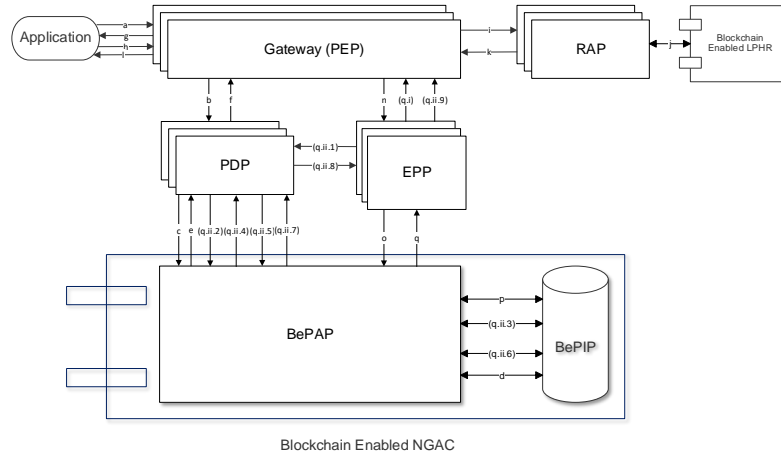 a
g
h
l
Application
Gateway (PEP)
i
k
RAP
j
Blockchain
Enabled LPHR
b
f
n
(q.i)
(q.ii.9)
PDP
(q.ii.1)
(q.ii.8)
EPP
c
e
(q.ii.2)
(q.ii.4)
(q.ii.5)
(q.ii.7)
o
q
BePAP
p
(q.ii.3)
(q.ii.6)
d
BePIP
Blockchain Enabled NGAC